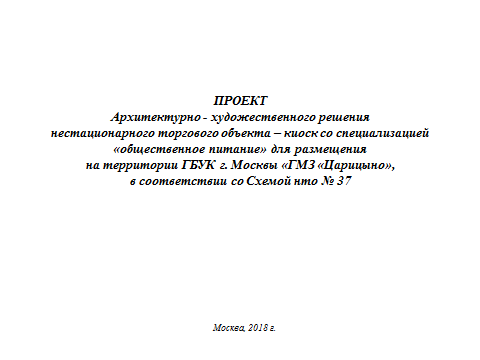 ПРОЕКТ
Архитектурно - художественного решения
нестационарного торгового объекта – киоск со специализацией
«общественное питание» для размещения
на территории ГБУК г. Москвы «ГМЗ «Царицыно»,
в соответствии со Схемой нто № 37
Москва, 2018 г.